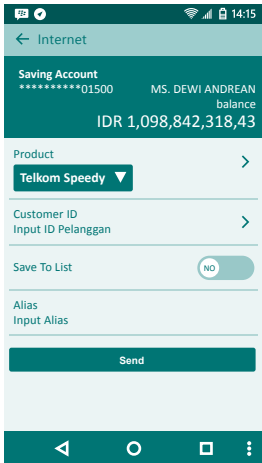 14:15
Internet
Saving Account
**********01500
MS. DEWI ANDREAN
balance
IDR 1,098,842,318,43
Product
Telkom Speedy
Customer ID
Input ID Pelanggan
Save To List
NO
Alias
Input Alias
Send